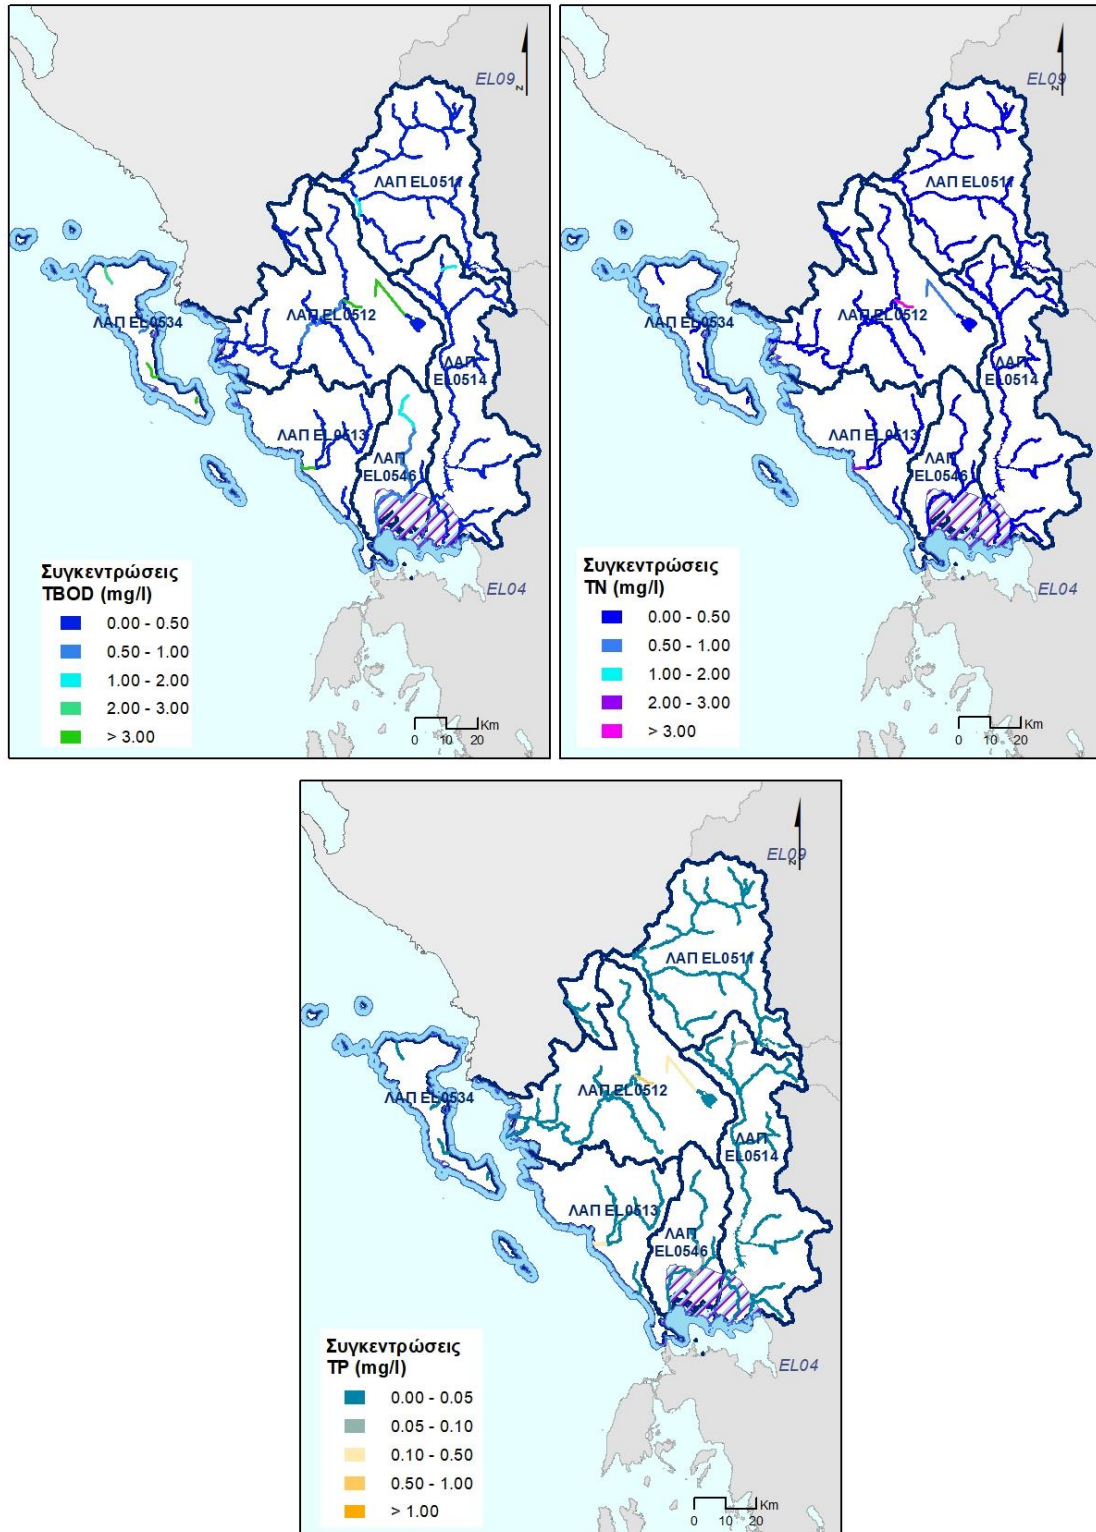 EL09
N
ΛΑΠ EL0511
ΛΑΠ EL0534
ΛΑΠ EL0512
ΛΑΠ
EL0514
ΛΑΠ EL0513
ΛΑΠ
EL0546
EL04
Συγκεντρώσεις
TBOD (mg/l)
0.00 - 0.50
0.50 - 1.00
1.00 - 2.00
2.00 - 3.00
> 3.00
Km
0 10 20
EL09
N
ΛΑΠ EL0511
ΛΑΠ EL0534
ΛΑΠ EL0512
ΛΑΠ
EL0514
ΛΑΠ EL0513
ΛΑΠ
EL0546
EL04
Συγκεντρώσεις
TN (mg/l)
0.00 - 0.50
0.50 - 1.00
1.00 - 2.00
2.00 - 3.00
> 3.00
Km
0 10 20
EL09
N
ΛΑΠ EL0511
ΛΑΠ EL0534
ΛΑΠ EL0512
ΛΑΠ
EL0514
ΛΑΠ EL0513
ΛΑΠ
EL0546
EL04
Συγκεντρώσεις
TP (mg/l)
0.00 - 0.05
0.05 - 0.10
0.10 - 0.50
0.50 - 1.00
> 1.00
Km
0 10 20